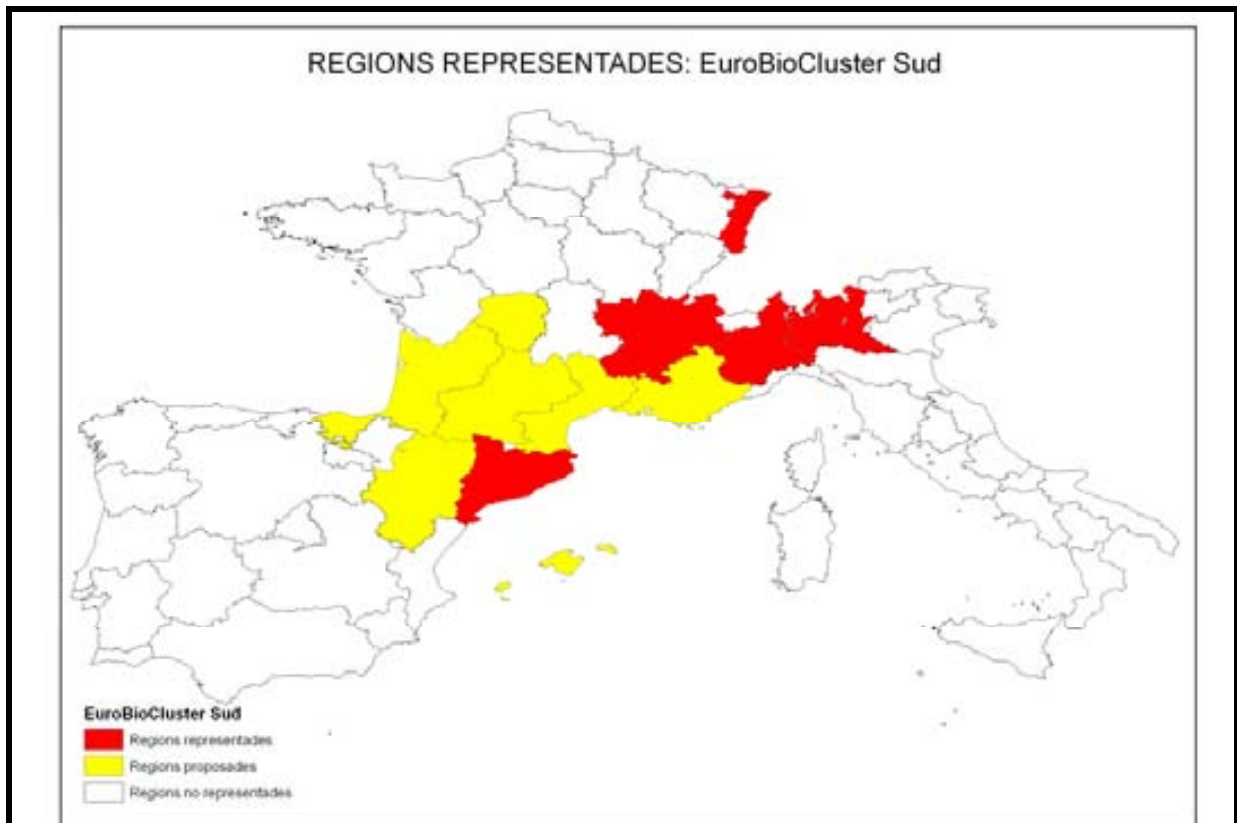 REGIONS REPRESENTADES: EuroBioCluster Sud
EuroBioCluster Sud
Regions representades
Regions proposades
Regions no representades